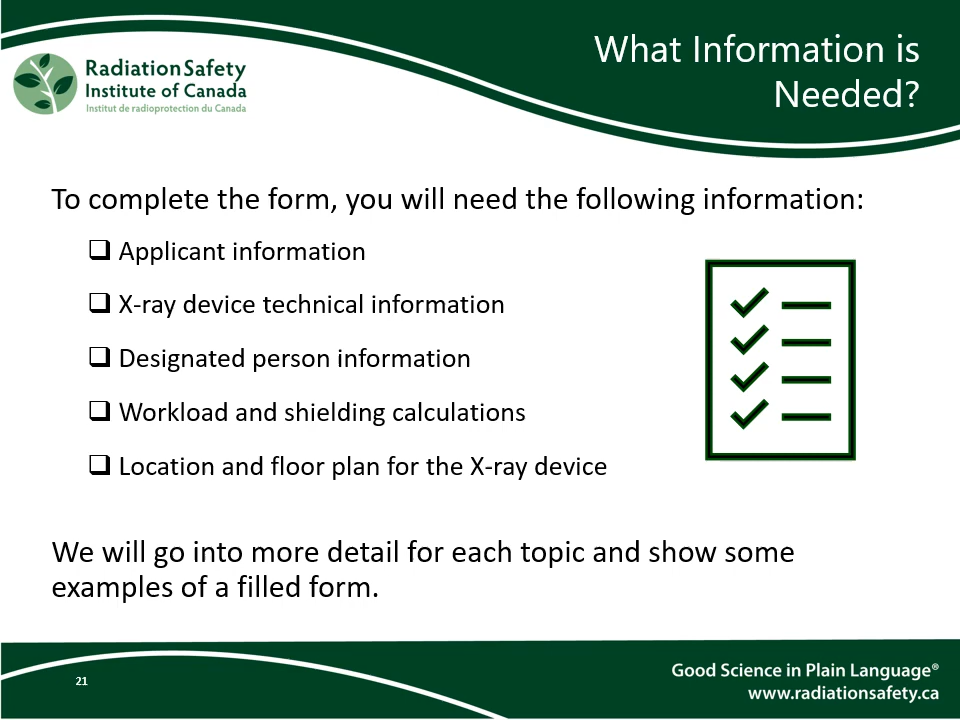 What Information is
Needed?
Radiation Safety
Institute of Canada
Institut de radioprotection du Canada
To complete the form, you will need the following information:
❑ Applicant information
❑ X-ray device technical information
❑ Designated person information
❑ Workload and shielding calculations
❑ Location and floor plan for the X-ray device
We will go into more detail for each topic and show some
examples of a filled form.
21
Good Science in Plain Language®
www.radiationsafety.ca